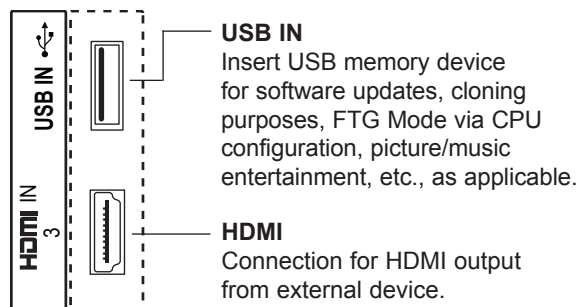 USB IN
HDMI IN
3
USB IN
Insert USB memory device
for software updates, cloning
purposes, FTG Mode via CPU
configuration, picture/music
entertainment, etc., as applicable.
HDMI
Connection for HDMI output
from external device.